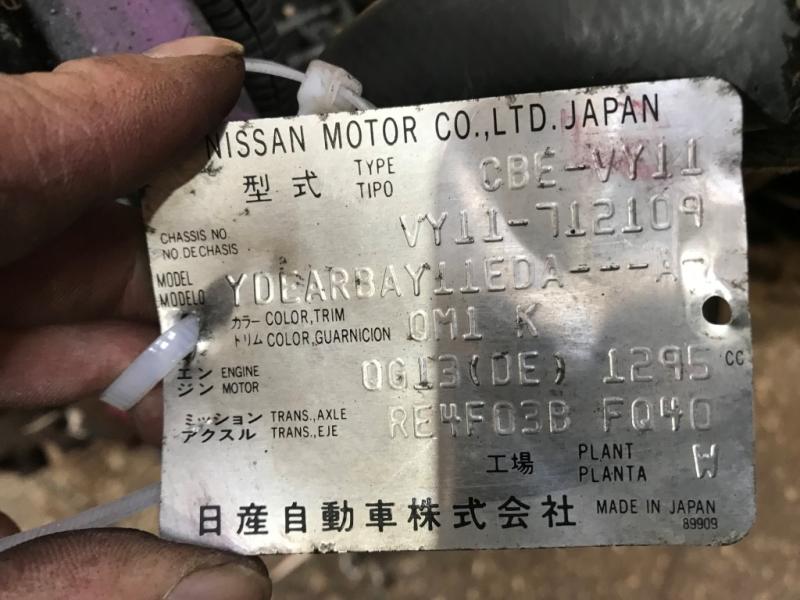 NISSAN MOTOR CO.,LTD. JAPAN
型式 TYPE TIPO CBE-VY11
CHASSIS NO. NO. DE CHASIS VY11-712109
MODEL MODELO
カラー COLOR,TRIM
トリム COLOR,GUARNICION QM1 K
エンジン ENGINE MOTOR QG13(DE) 1295 CC
ミッション TRANS.,AXLE
アクスル TRANS.,EJE RE4F03B FQ40
工場 PLANT PLANTA W
日産自動車株式会社 MADE IN JAPAN
89909